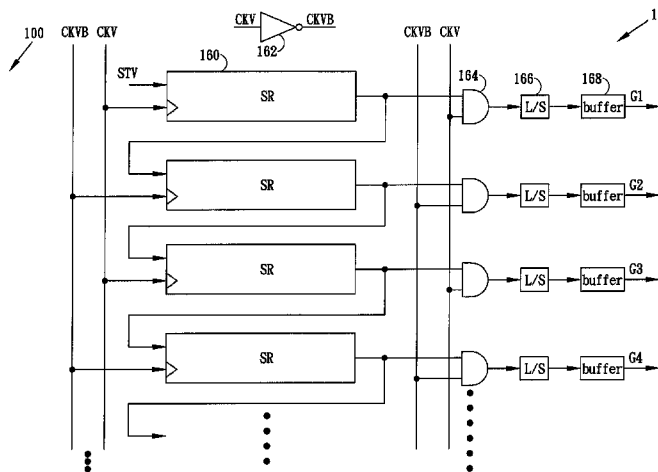 CKV CKVB
162
100
CKVB CKV
160
CKVB CKV
1
STV
SR
164
166
168
L/S
buffer
G1
SR
L/S
buffer
G2
SR
L/S
buffer
G3
SR
L/S
buffer
G4